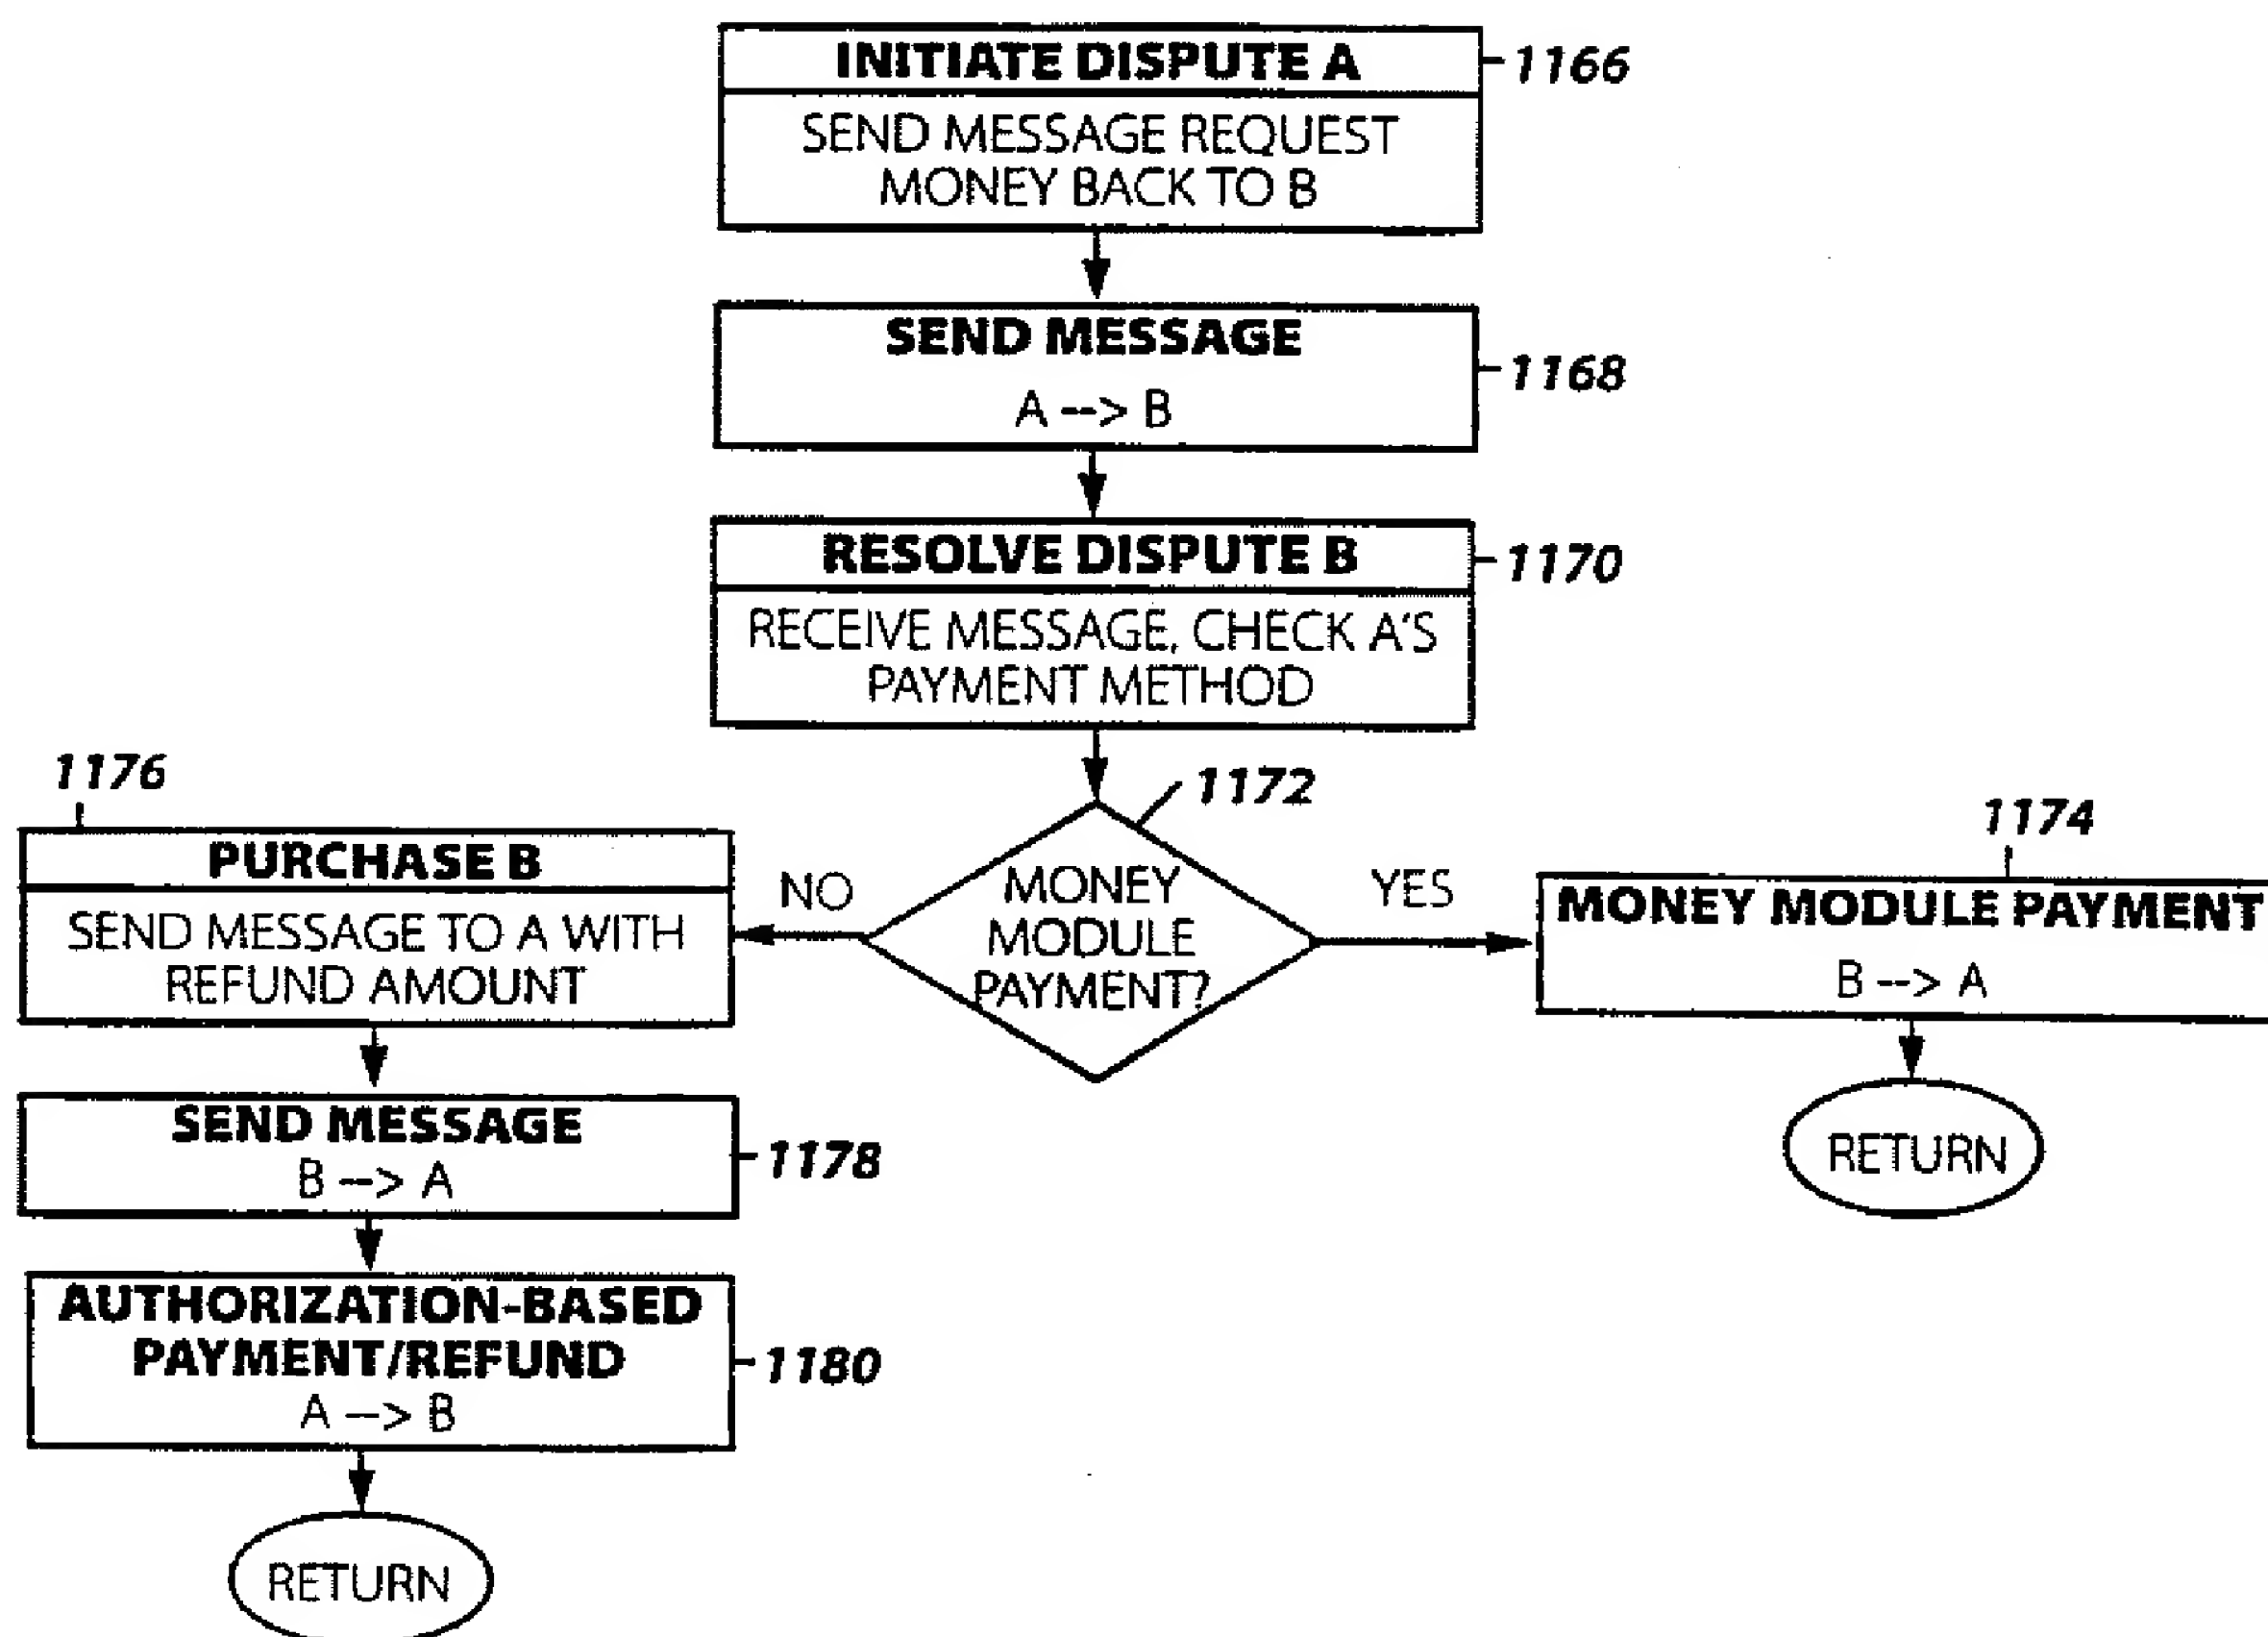 INITIATE DISPUTE A
1166
SEND MESSAGE REQUEST
MONEY BACK TO B
SEND MESSAGE
1168
A --> B
RESOLVE DISPUTE B
1170
RECEIVE MESSAGE, CHECK A'S
PAYMENT METHOD
1172
MONEY
MODULE
PAYMENT?
NO
YES
1176
PURCHASE B
SEND MESSAGE TO A WITH
REFUND AMOUNT
SEND MESSAGE
B --> A
1178
AUTHORIZATION-BASED
PAYMENT/REFUND
1180
A --> B
RETURN
1174
MONEY MODULE PAYMENT
B --> A
RETURN